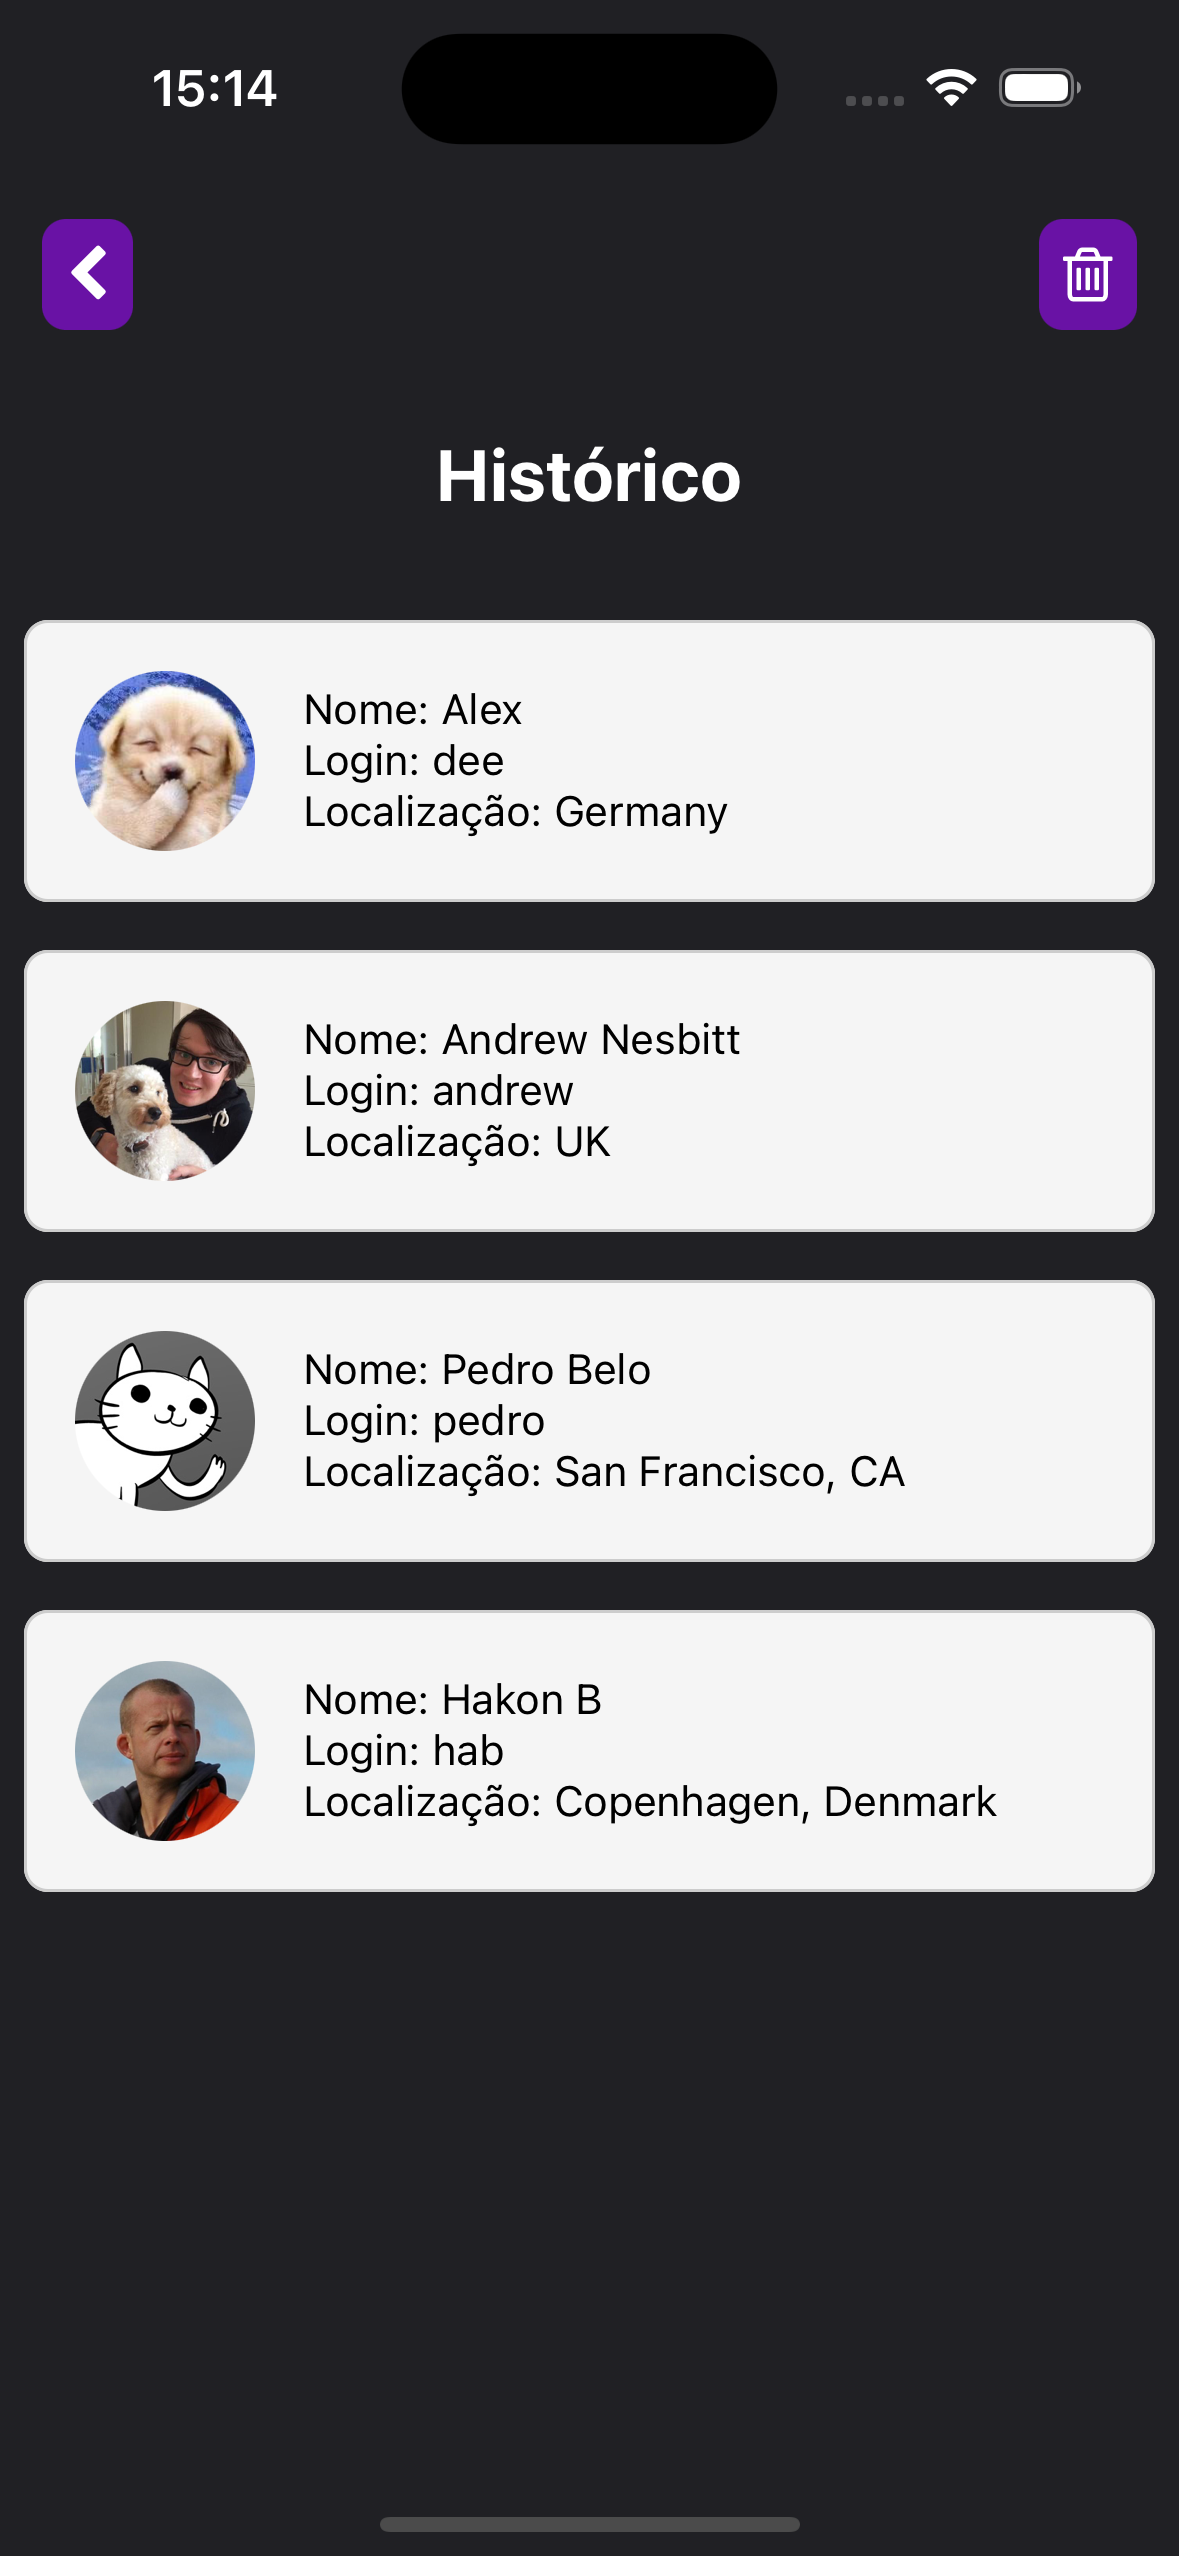 15:14
Histórico
Nome: Alex
Login: dee
Localização: Germany
Nome: Andrew Nesbitt
Login: andrew
Localização: UK
Nome: Pedro Belo
Login: pedro
Localização: San Francisco, CA
Nome: Hakon B
Login: hab
Localização: Copenhagen, Denmark